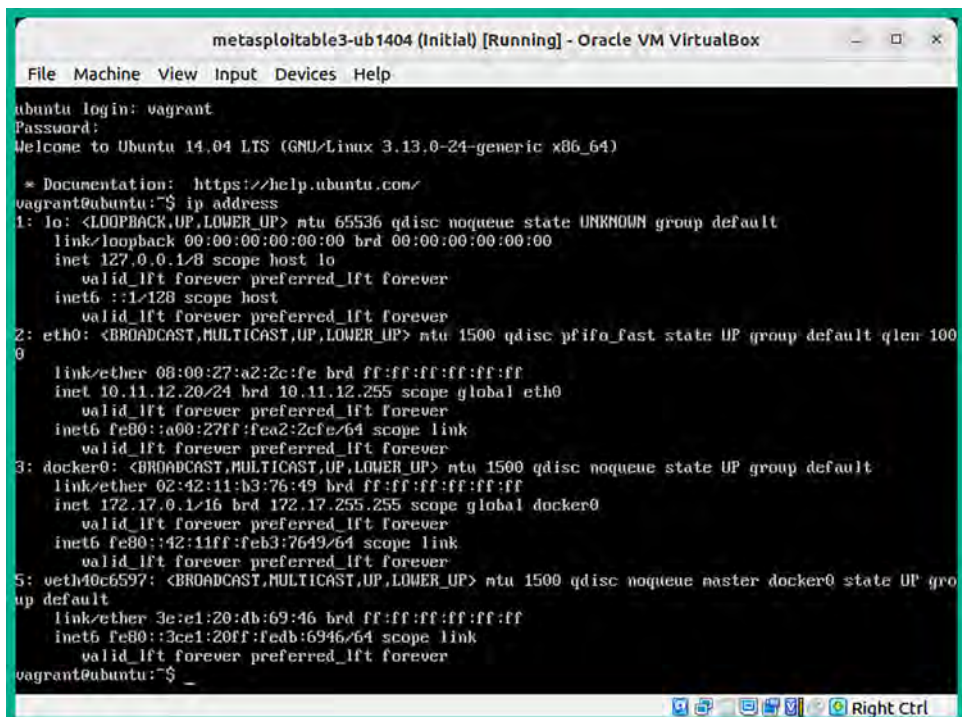 metasploitable3-ub1404 (Initial) [Running] - Oracle VM VirtualBox
File Machine View Input Devices Help
ubuntu login: vagrant
Password:
Welcome to Ubuntu 14.04 LTS (GNU/Linux 3.13.0-24-generic x86_64)
* Documentation: https://help.ubuntu.com/
vagrant@ubuntu:~$ ip address
1: lo: <LOOPBACK,UP,LOWER_UP> mtu 65536 qdisc noqueue state UNKNOWN group default
link/loopback 00:00:00:00:00:00 brd 00:00:00:00:00:00
inet 127.0.0.1/8 scope host lo
valid_lft forever preferred_lft forever
inet6 ::1/128 scope host
valid_lft forever preferred_lft forever
2: eth0: <BROADCAST,MULTICAST,UP,LOWER_UP> mtu 1500 qdisc pfifo_fast state UP group default qlen 100
0
link/ether 08:00:27:a2:2c:fe brd ff:ff:ff:ff:ff:ff
inet 10.11.12.20/24 brd 10.11.12.255 scope global eth0
valid_lft forever preferred_lft forever
inet6 fe80::a00:27ff:fea2:2cfe/64 scope link
valid_lft forever preferred_lft forever
3: docker0: <BROADCAST,MULTICAST,UP,LOWER_UP> mtu 1500 qdisc noqueue state UP group default
link/ether 02:42:11:b3:76:49 brd ff:ff:ff:ff:ff:ff
inet 172.17.0.1/16 brd 172.17.255.255 scope global docker0
valid_lft forever preferred_lft forever
inet6 fe80::42:11ff:feb3:7649/64 scope link
valid_lft forever preferred_lft forever
5: veth40c6597: <BROADCAST,MULTICAST,UP,LOWER_UP> mtu 1500 qdisc noqueue master docker0 state UP gro
up default
link/ether 3e:e1:20:db:69:46 brd ff:ff:ff:ff:ff:ff
inet6 fe80::3ce1:20ff:fedb:6946/64 scope link
valid_lft forever preferred_lft forever
vagrant@ubuntu:~$ _
Right Ctrl